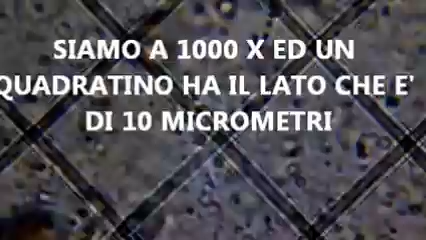 SIAMO A 1000 X ED UN
QUADRATINO HA IL LATO CHE E'
DI 10 MICROMETRI